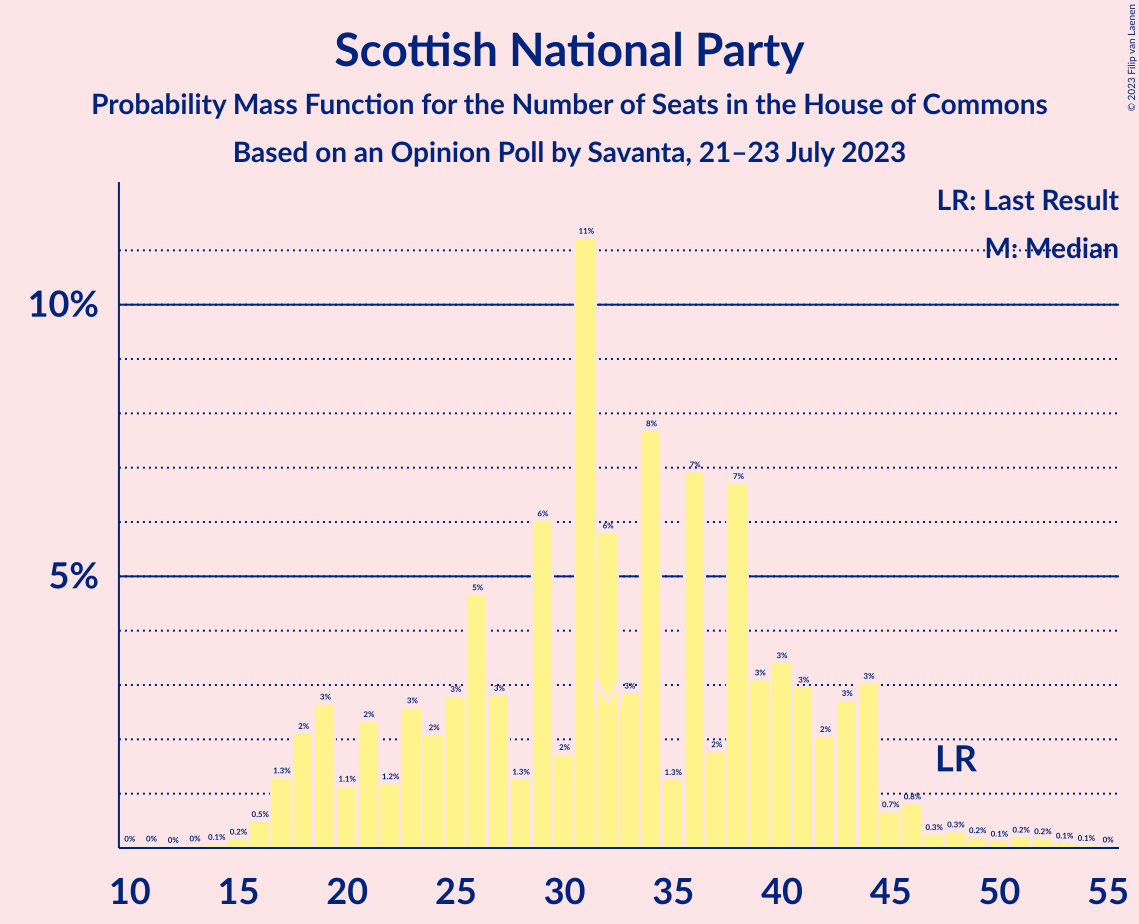 Scottish National Party
Probability Mass Function for the Number of Seats in the House of Commons
Based on an Opinion Poll by Savanta, 21–23 July 2023
© 2023 Filip van Laenen
LR: Last Result
M: Median
10%
5%
0% 0% 0% 0% 0.1% 0.2% 0.5% 1.3% 2% 3% 1.1% 2% 1.2% 3% 2% 3% 5% 3% 1.3% 6% 2% 11% 6% 3% 8% 1.3% 7% 2% 7% 3% 3% 3% 2% 3% 3% 0.7% 0.8% 0.3% 0.3% 0.2% 0.1% 0.2% 0.2% 0.1% 0.1% 0%
M
LR
10 15 20 25 30 35 40 45 50 55